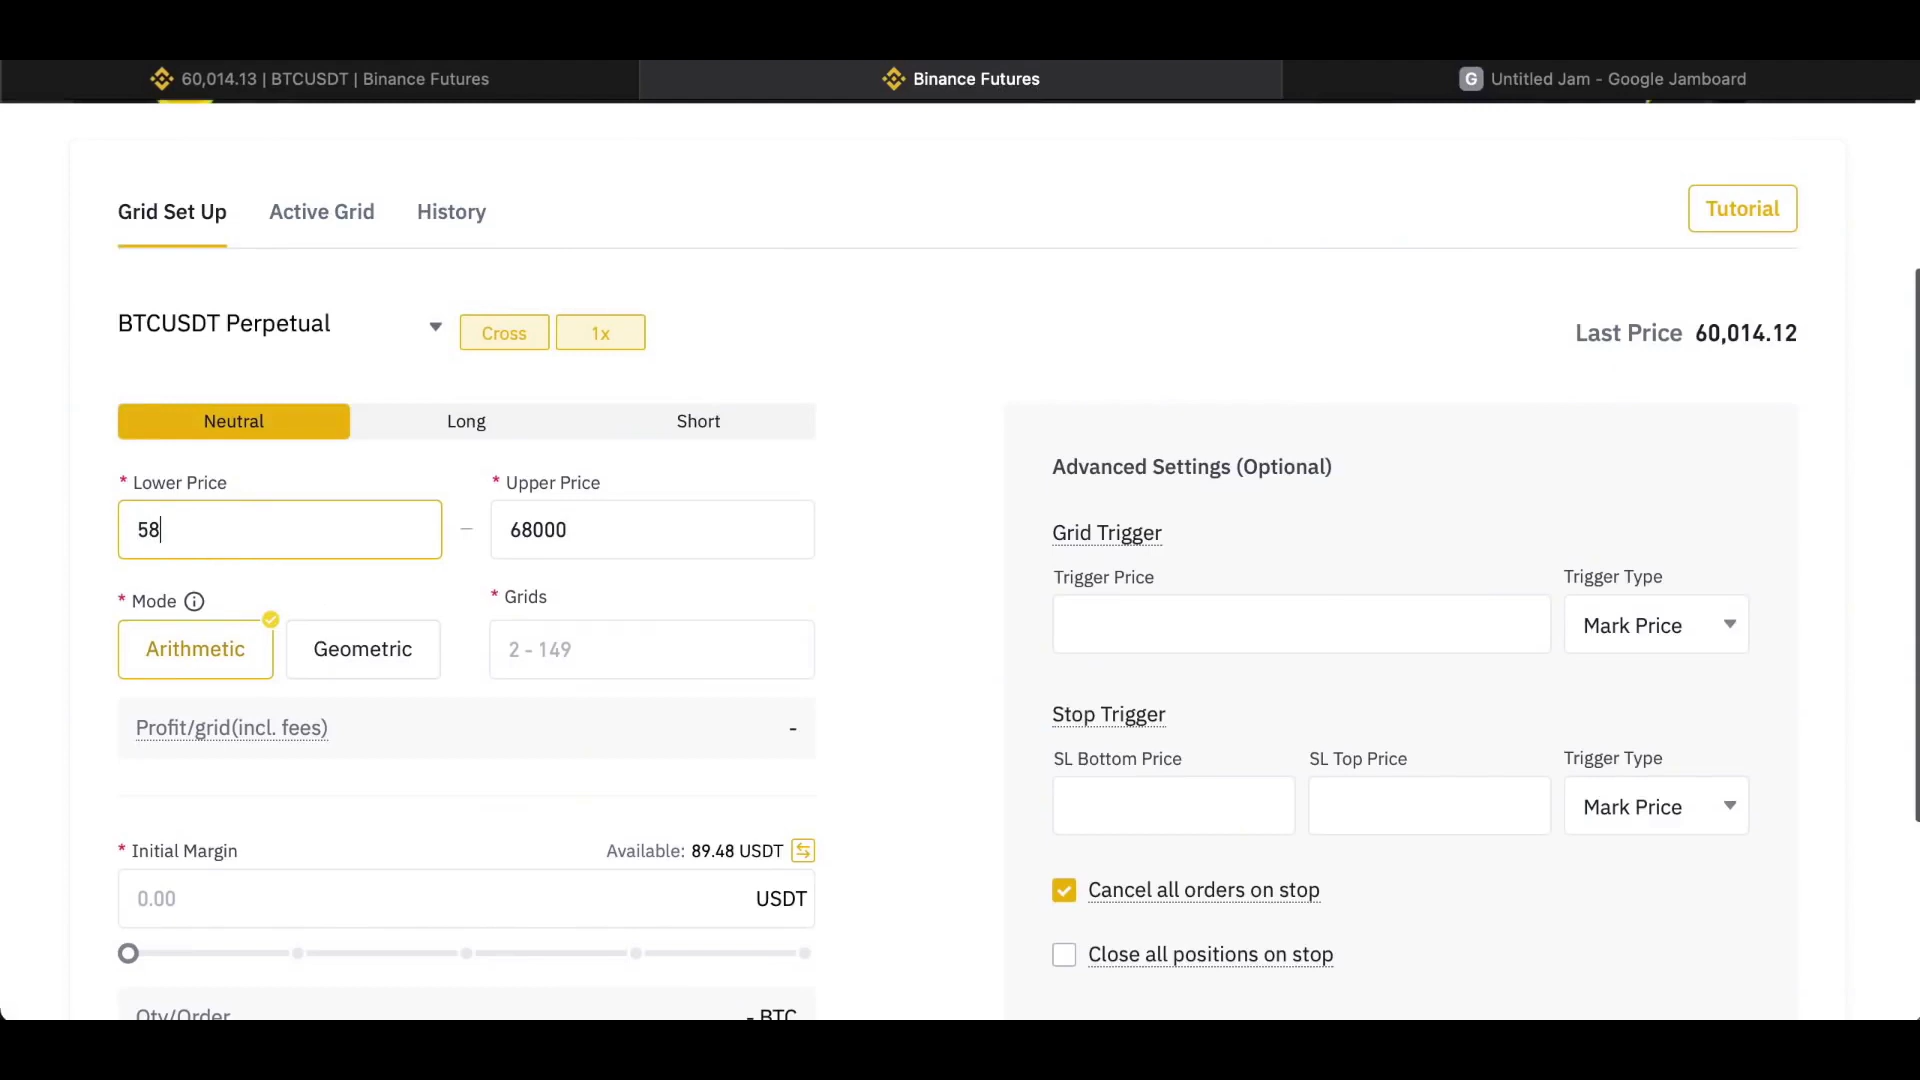 60,014.13 | BTCUSDT | Binance Futures
Binance Futures
G Untitled Jam - Google Jamboard
Grid Set Up
Active Grid
History
Tutorial
BTCUSDT Perpetual
Cross
1x
Last Price 60,014.12
Neutral
Long
Short
* Lower Price
* Upper Price
58
–
68000
* Mode
* Grids
Arithmetic
Geometric
2 - 149
Profit/grid(incl. fees)
-
* Initial Margin
Available: 89.48 USDT
0.00
USDT
Qty/Order
- BTC
Advanced Settings (Optional)
Grid Trigger
Trigger Price
Trigger Type
Mark Price
Stop Trigger
SL Bottom Price
SL Top Price
Trigger Type
Mark Price
Cancel all orders on stop
Close all positions on stop